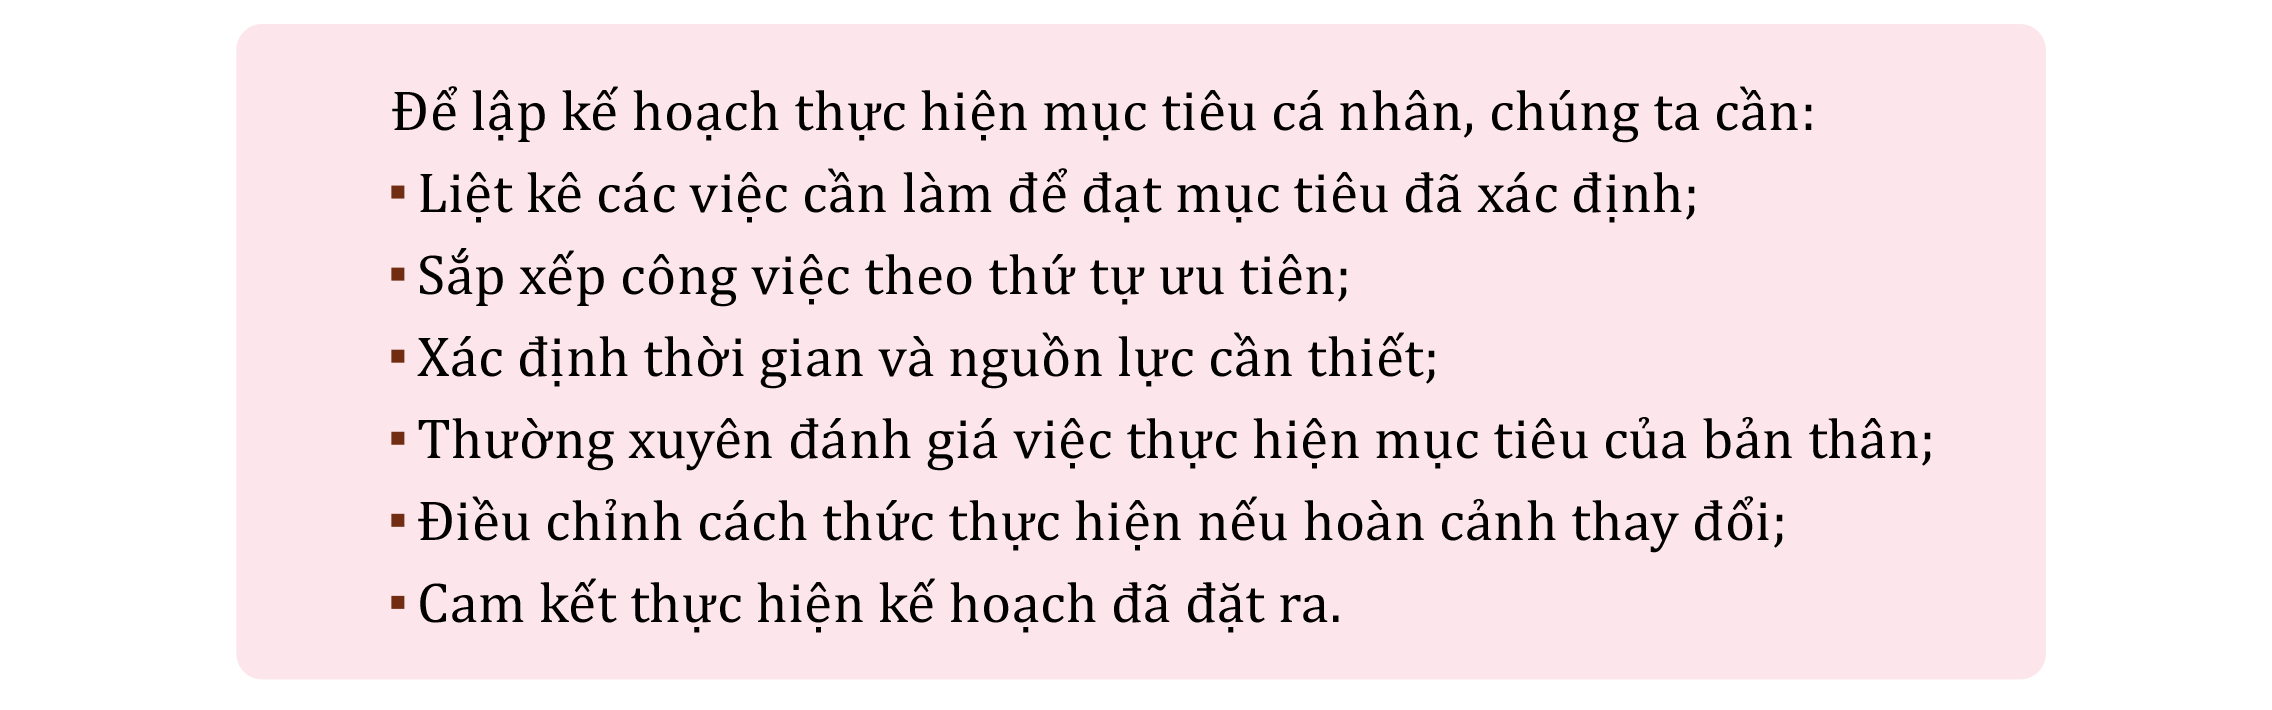 Để lập kế hoạch thực hiện mục tiêu cá nhân, chúng ta cần:
▪ Liệt kê các việc cần làm để đạt mục tiêu đã xác định;
▪ Sắp xếp công việc theo thứ tự ưu tiên;
▪ Xác định thời gian và nguồn lực cần thiết;
▪ Thường xuyên đánh giá việc thực hiện mục tiêu của bản thân;
▪ Điều chỉnh cách thức thực hiện nếu hoàn cảnh thay đổi;
▪ Cam kết thực hiện kế hoạch đã đặt ra.